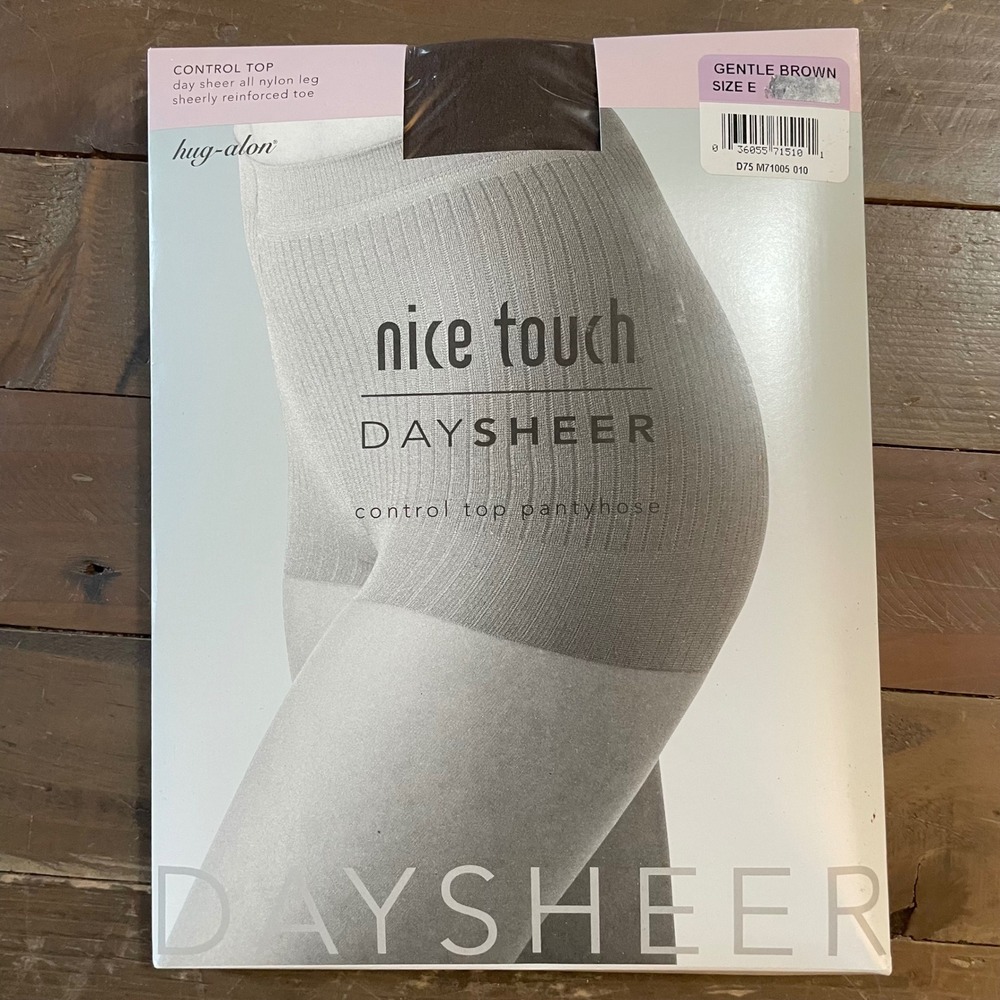 CONTROL TOP
day sheer all nylon leg
sheerly reinforced toe
hug-alon®
GENTLE BROWN
SIZE E
0 36055 71510 1
D75 M71005 010
nice touch
DAYSHEER
control top pantyhose
DAYSHEER